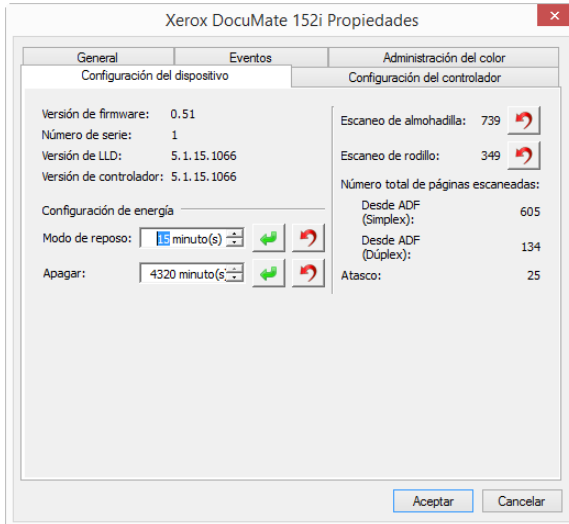 Xerox DocuMate 152i Propiedades
General
Eventos
Administración del color
Configuración del dispositivo
Configuración del controlador
Versión de firmware: 0.51
Número de serie: 1
Versión de LLD: 5.1.15.1066
Versión de controlador: 5.1.15.1066
Configuración de energía
Modo de reposo: 15 minuto(s)
Apagar: 4320 minuto(s
Escaneo de almohadilla: 739
Escaneo de rodillo: 349
Número total de páginas escaneadas:
Desde ADF
(Simplex): 605
Desde ADF
(Dúplex): 134
Atasco: 25
Aceptar
Cancelar